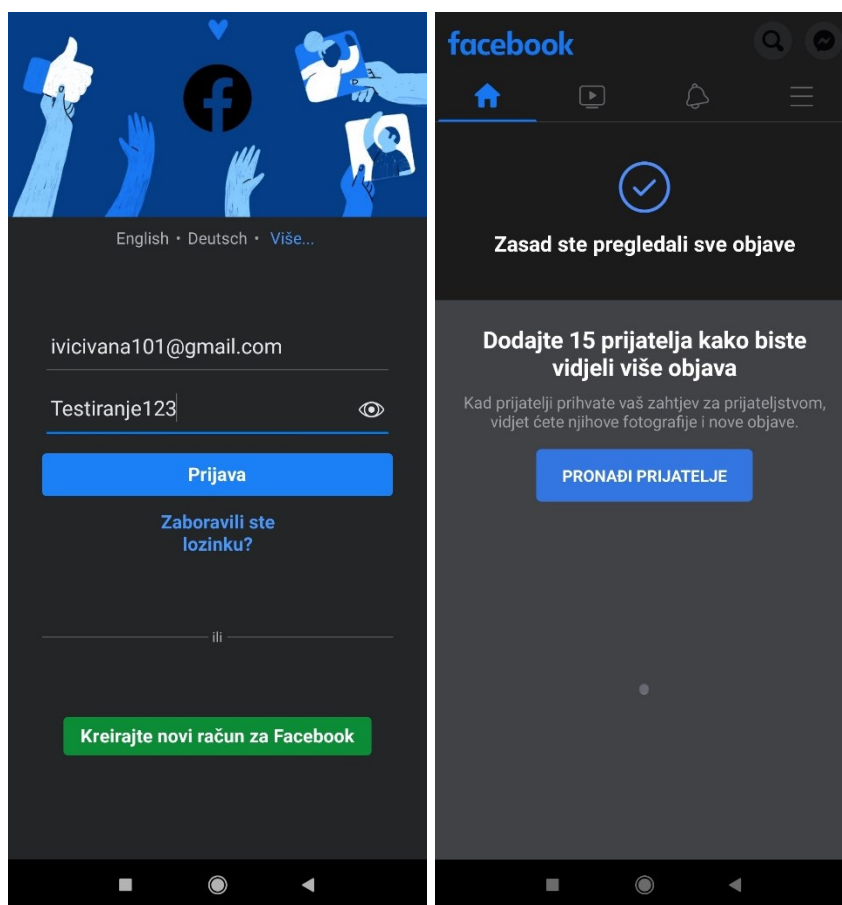 English • Deutsch • Više...
ivicivana101@gmail.com
Testiranje123
Prijava
Zaboravili ste
lozinku?
ili
Kreirajte novi račun za Facebook
facebook
Zasad ste pregledali sve objave
Dodajte 15 prijatelja kako biste
vidjeli više objava
Kad prijatelji prihvate vaš zahtjev za prijateljstvom,
vidjet ćete njihove fotografije i nove objave.
PRONAĐI PRIJATELJE